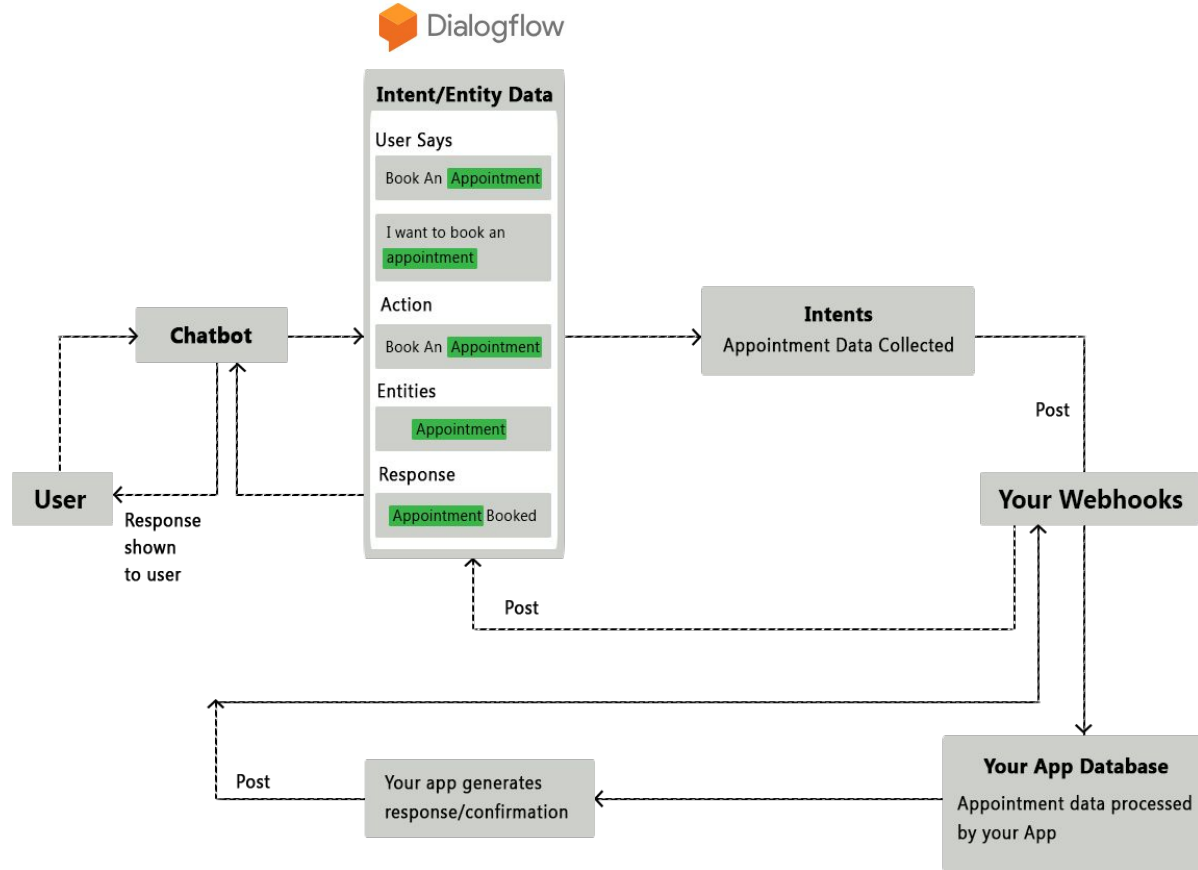 Dialogflow
Intent/Entity Data
User Says
Book An Appointment
I want to book an
appointment
Action
Book An Appointment
Entities
Appointment
Response
Appointment Booked
Chatbot
User
Response
shown
to user
Intents
Appointment Data Collected
Post
Your Webhooks
Post
Your App Database
Appointment data processed
by your App
Your app generates
response/confirmation
Post